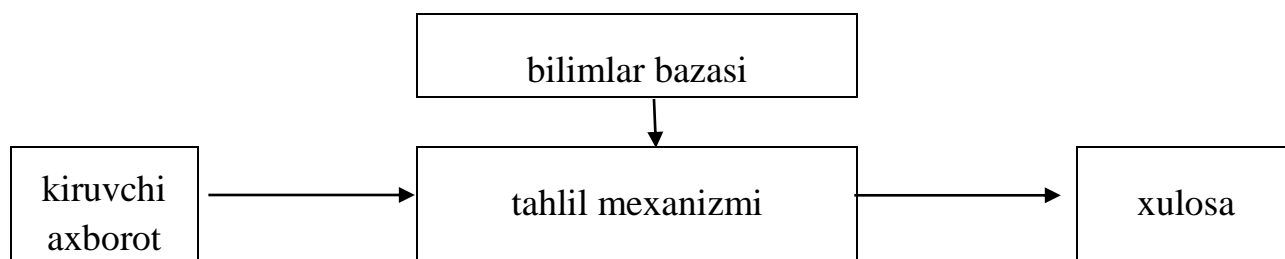 bilimlar bazasi
kiruvchi
axborot
tahlil mexanizmi
xulosa